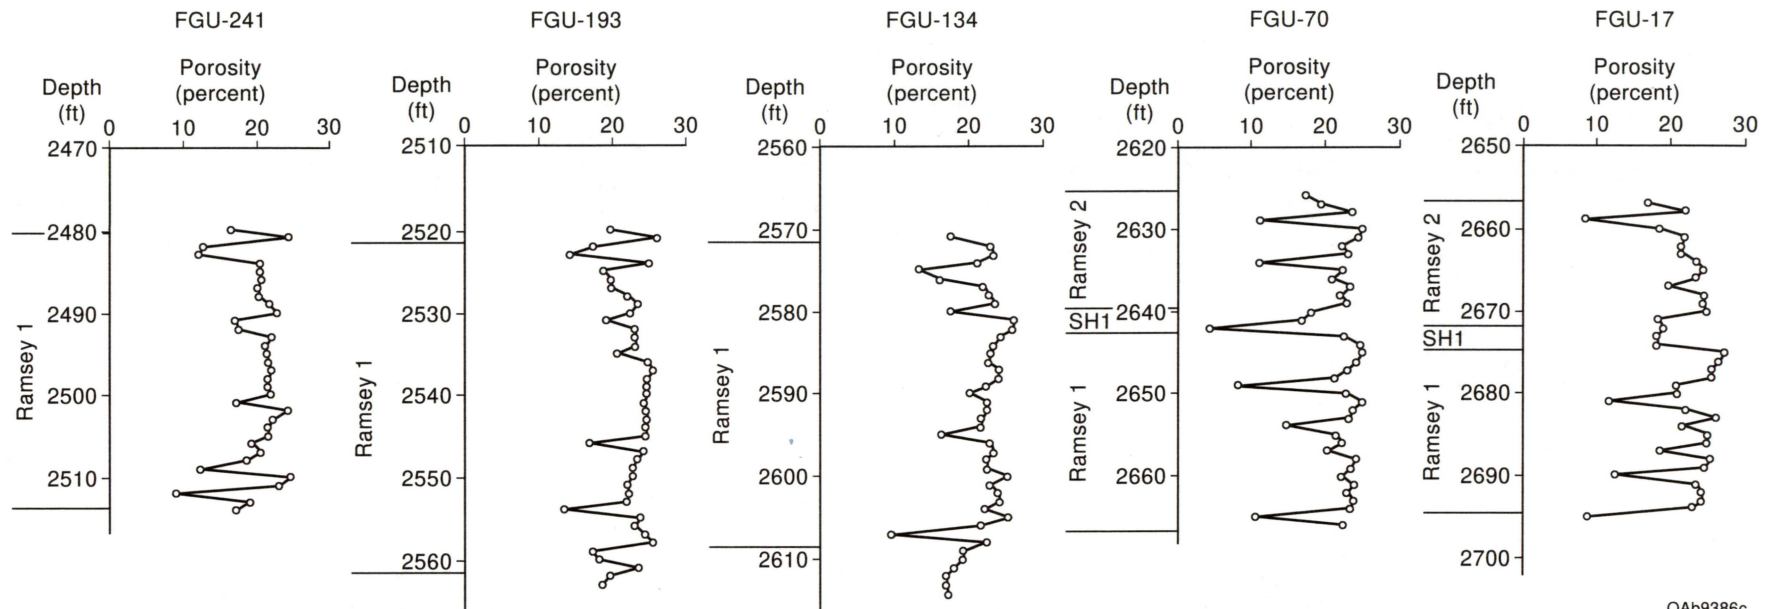 FGU-241
Porosity
(percent)
Depth
(ft)
0 10 20 30
2470
2480
2490
2500
2510
Ramsey 1
FGU-193
Porosity
(percent)
Depth
(ft)
0 10 20 30
2510
2520
2530
2540
2550
2560
Ramsey 1
FGU-134
Porosity
(percent)
Depth
(ft)
0 10 20 30
2560
2570
2580
2590
2600
2610
Ramsey 1
FGU-70
Porosity
(percent)
Depth
(ft)
0 10 20 30
2620
2630
2640
2650
2660
Ramsey 2
SH1
Ramsey 1
FGU-17
Porosity
(percent)
Depth
(ft)
0 10 20 30
2650
2660
2670
2680
2690
2700
Ramsey 2
SH1
Ramsey 1
QAb9386c